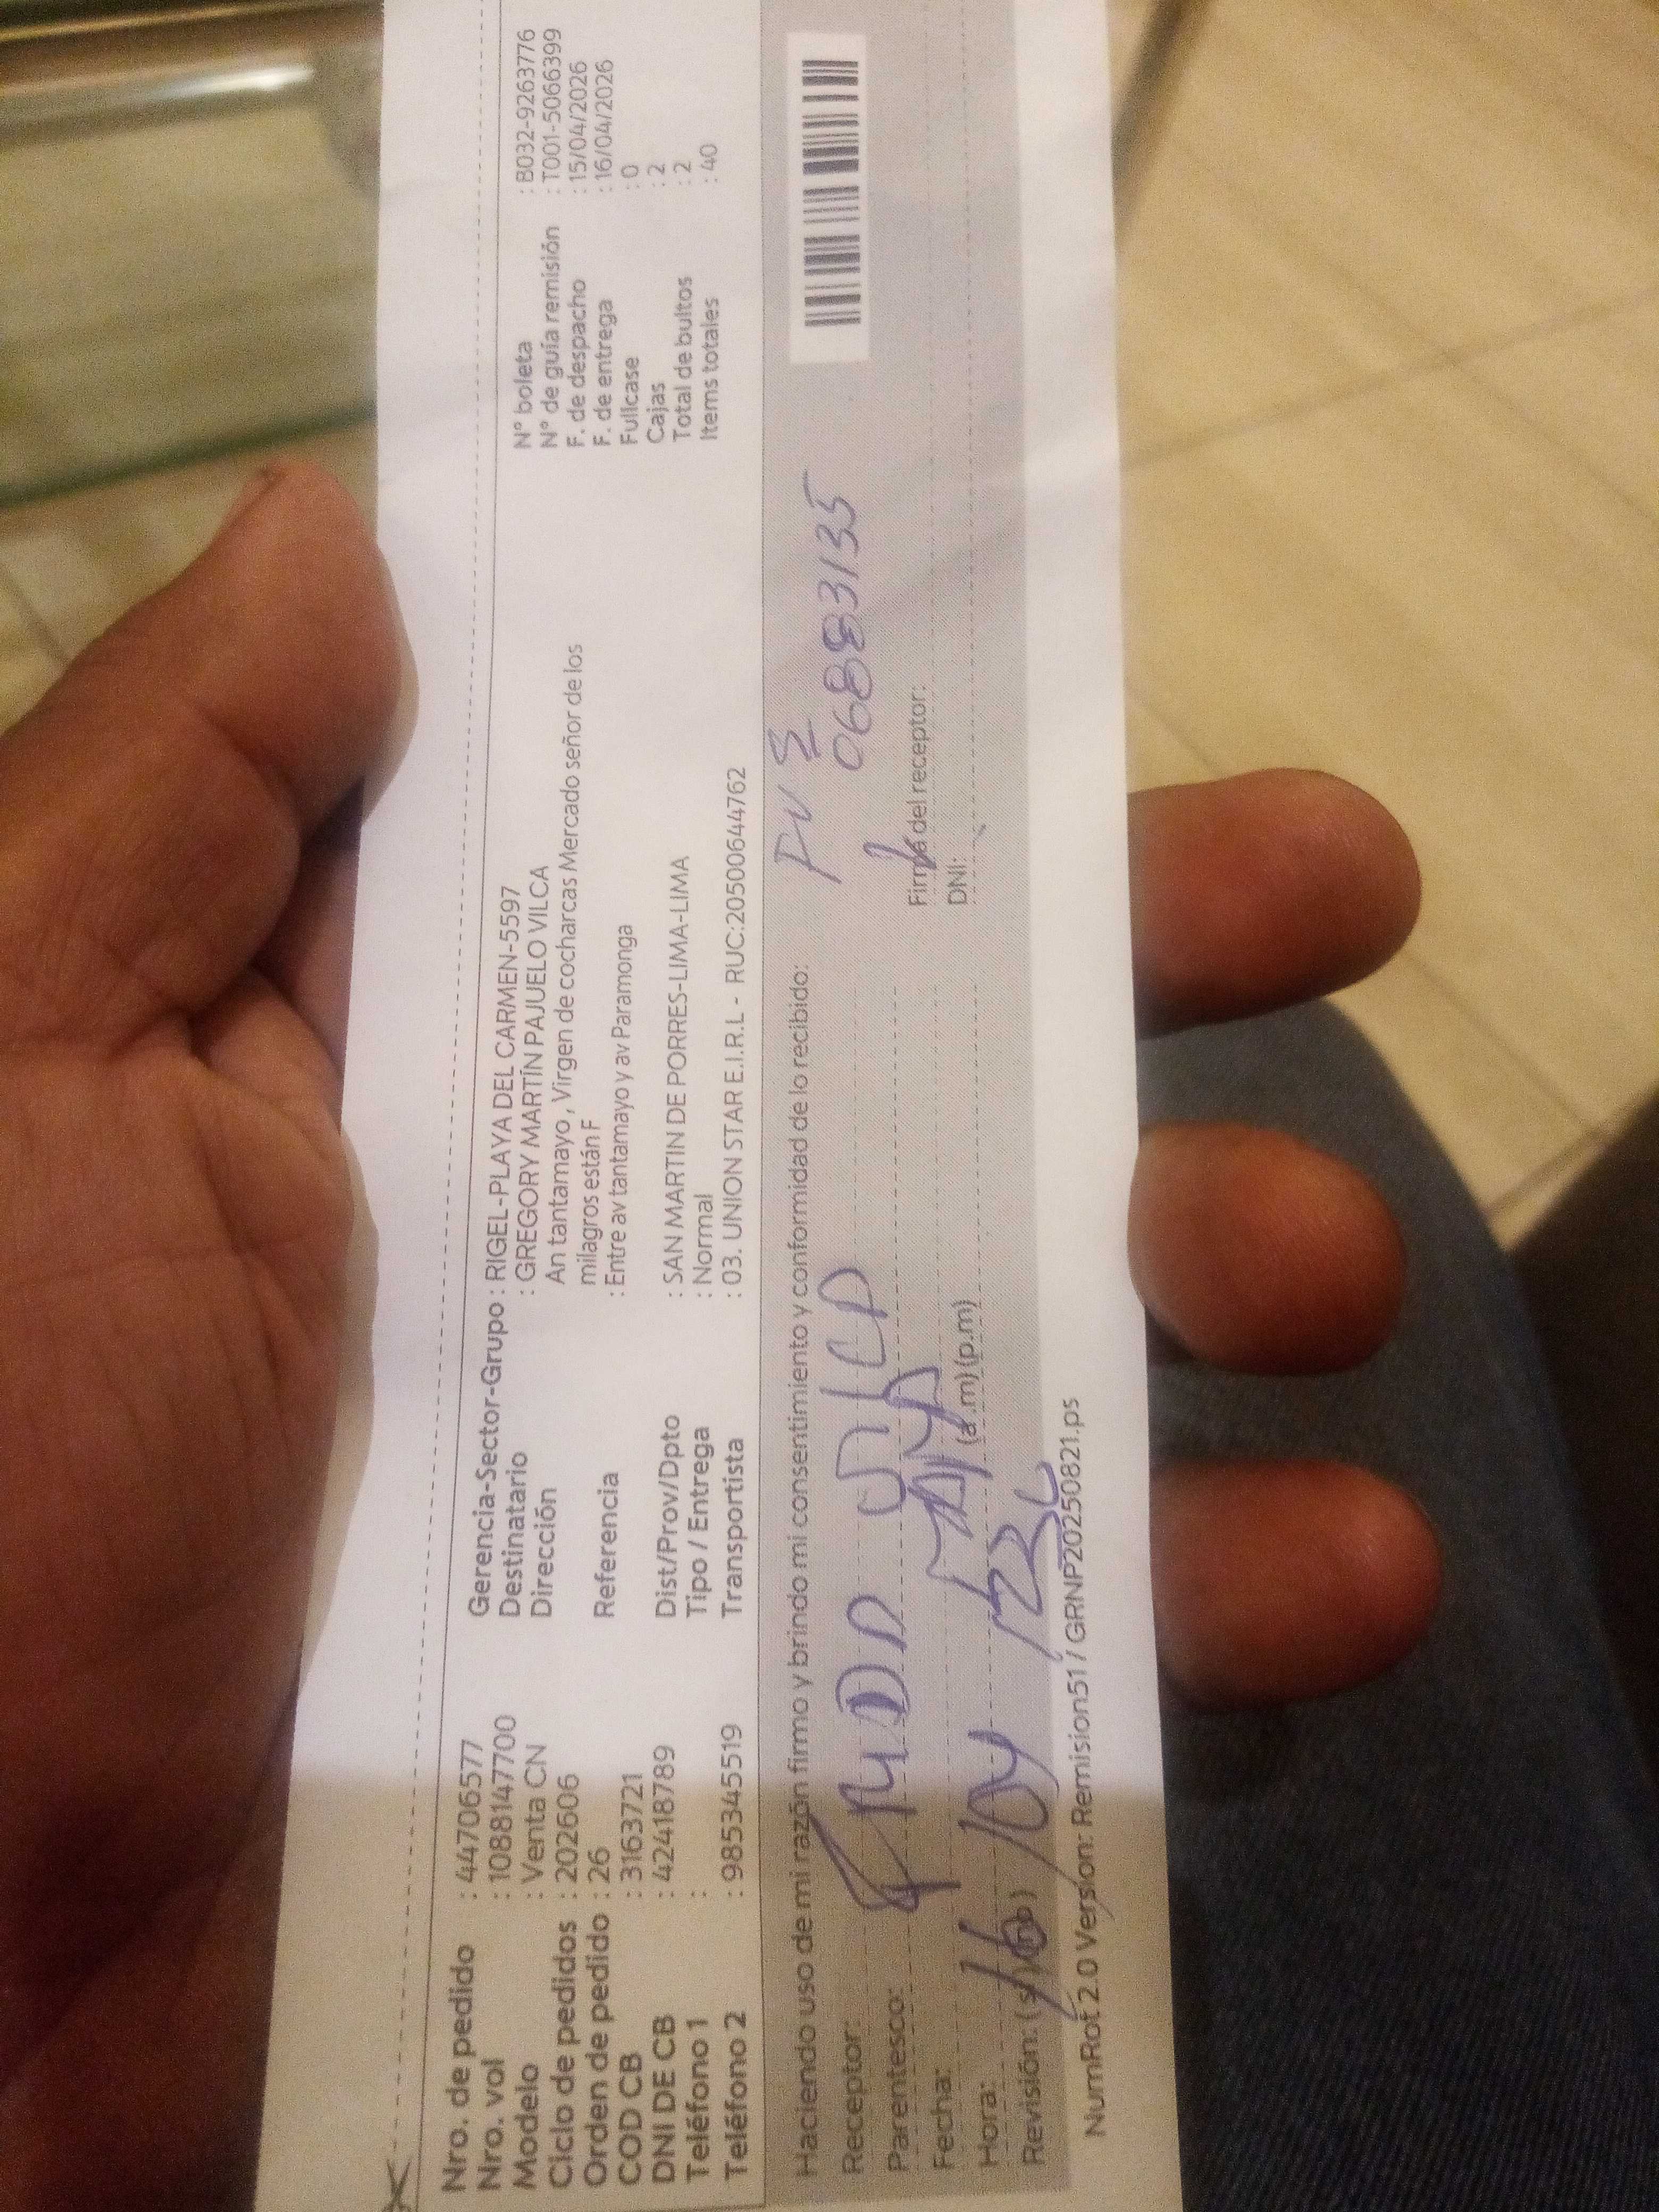 Nro. de pedido : 44706577
Nro. vol : 1088147700
Modelo : Venta CN
Ciclo de pedidos : 202606
Orden de pedido : 26
COD CB : 3163721
DNI DE CB : 42418789
Teléfono 1 :
Teléfono 2 : 985345519
Gerencia-Sector-Grupo : RIGEL-PLAYA DEL CARMEN-5597
Destinatario : GREGORY MARTÍN PAJUELO VILCA
Dirección An tantamayo , Virgen de cocharcas Mercado señor de los
milagros están F
Referencia : Entre av tantamayo y av Paramonga
Dist/Prov/Dpto : SAN MARTIN DE PORRES-LIMA-LIMA
Tipo / Entrega : Normal
Transportista : 03. UNION STAR E.I.R.L - RUC:20500644762
N° boleta : B032-9263776
N° de guía remisión : T001-5066399
F. de despacho : 15/04/2026
F. de entrega : 16/04/2026
Fullcase : 0
Cajas : 2
Total de bultos : 2
Items totales : 40
Haciendo uso de mi razón firmo y brindo mi consentimiento y conformidad de lo recibido:
Receptor:
Parentesco:
Fecha:
Hora: (a .m) (p.m)
16/04
Revisión: (si) (no)
06883135
Firma del receptor:
DNI:
NumRot 2.0 Version: Remision51 / GRNP20250821.ps